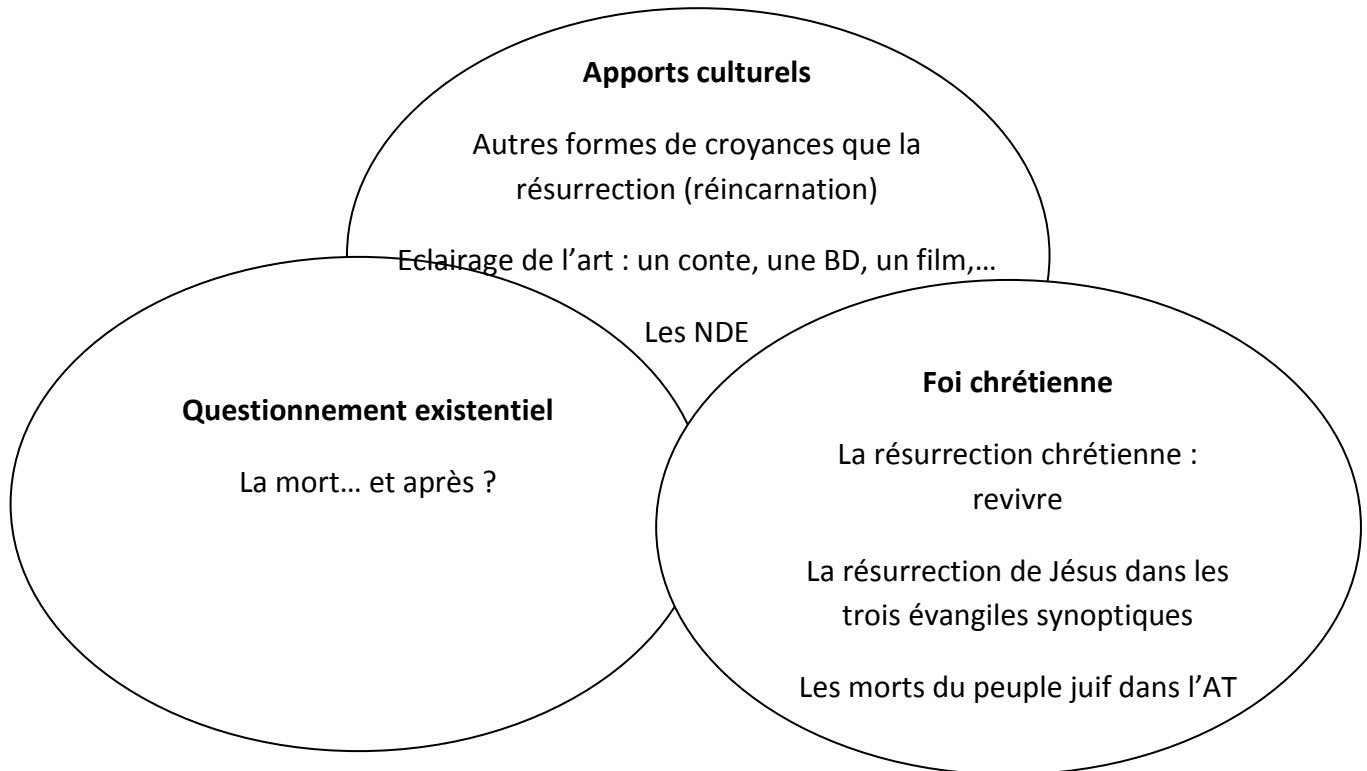 Apports culturels
Autres formes de croyances que la
résurrection (réincarnation)
Eclairage de l’art : un conte, une BD, un film,…
Les NDE
Questionnement existentiel
La mort… et après ?
Foi chrétienne
La résurrection chrétienne :
revivre
La résurrection de Jésus dans les
trois évangiles synoptiques
Les morts du peuple juif dans l’AT